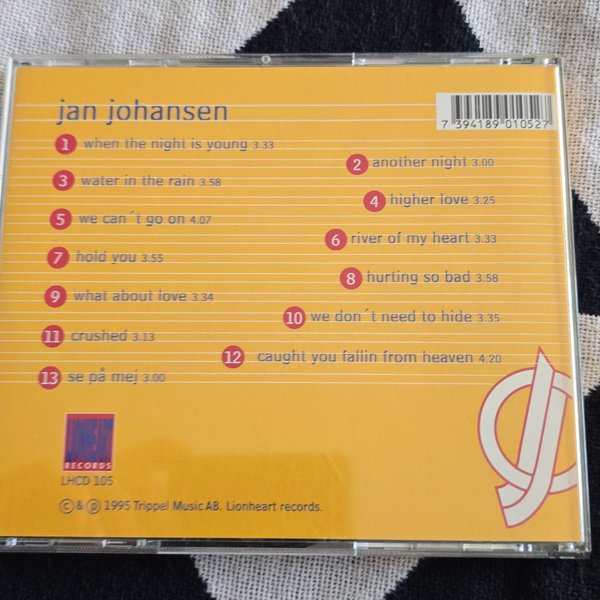 jan johansen
7 394189 010527
1 when the night is young 3.33
2 another night 3.00
3 water in the rain 3.58
4 higher love 3.25
5 we can´t go on 4.07
6 river of my heart 3.33
7 hold you 3.55
8 hurting so bad 3.58
9 what about love 3.34
10 we don´t need to hide 3.35
11 crushed 3.13
12 caught you fallin from heaven 4.20
13 se på mej 3.00
RECORDS
LHCD 105
© & ℗ 1995 Trippel Music AB. Lionheart records.